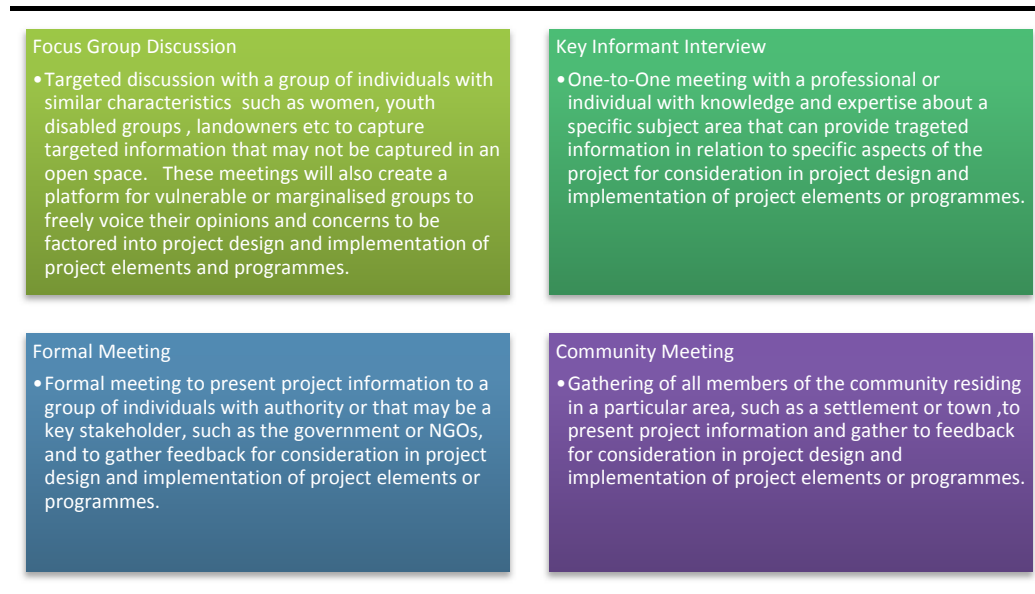 Focus Group Discussion
•Targeted discussion with a group of individuals with
similar characteristics such as women, youth
disabled groups , landowners etc to capture
targeted information that may not be captured in an
open space. These meetings will also create a
platform for vulnerable or marginalised groups to
freely voice their opinions and concerns to be
factored into project design and implementation of
project elements and programmes.
Key Informant Interview
•One-to-One meeting with a professional or
individual with knowledge and expertise about a
specific subject area that can provide trageted
information in relation to specific aspects of the
project for consideration in project design and
implementation of project elements or programmes.
Formal Meeting
•Formal meeting to present project information to a
group of individuals with authority or that may be a
key stakeholder, such as the government or NGOs,
and to gather feedback for consideration in project
design and implementation of project elements or
programmes.
Community Meeting
•Gathering of all members of the community residing
in a particular area, such as a settlement or town ,to
present project information and gather to feedback
for consideration in project design and
implementation of project elements or programmes.